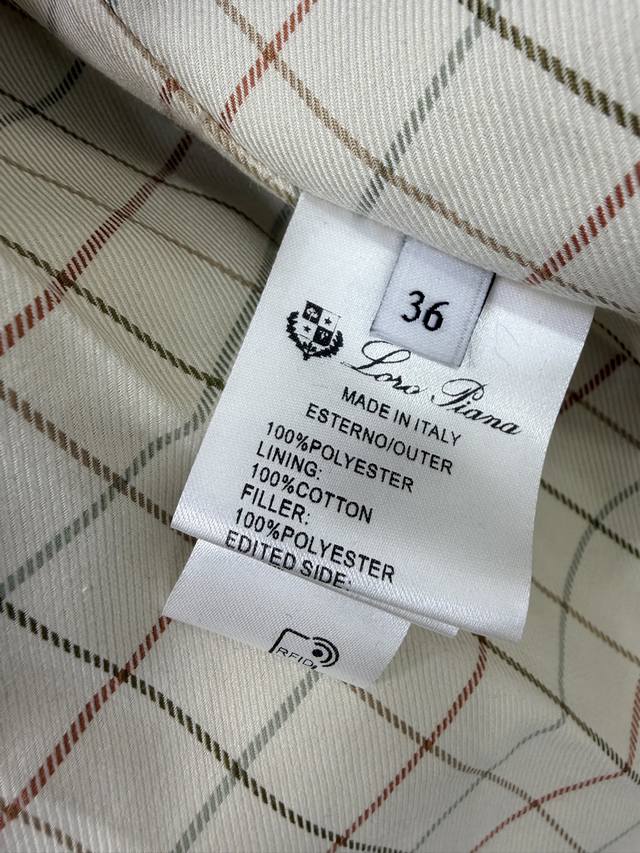 36
Loro Piana
MADE IN ITALY
ESTERNO/OUTER
100%POLYESTER
LINING:
100%COTTON
FILLER:
100%POLYESTER
EDITED SIDE:
RFID